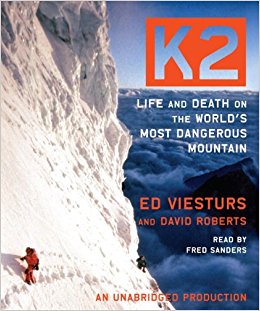 K2
LIFE AND DEATH ON
THE WORLD'S
MOST DANGEROUS
MOUNTAIN
ED VIESTURS
AND DAVID ROBERTS
READ BY
FRED SANDERS
AN UNABRIDGED PRODUCTION